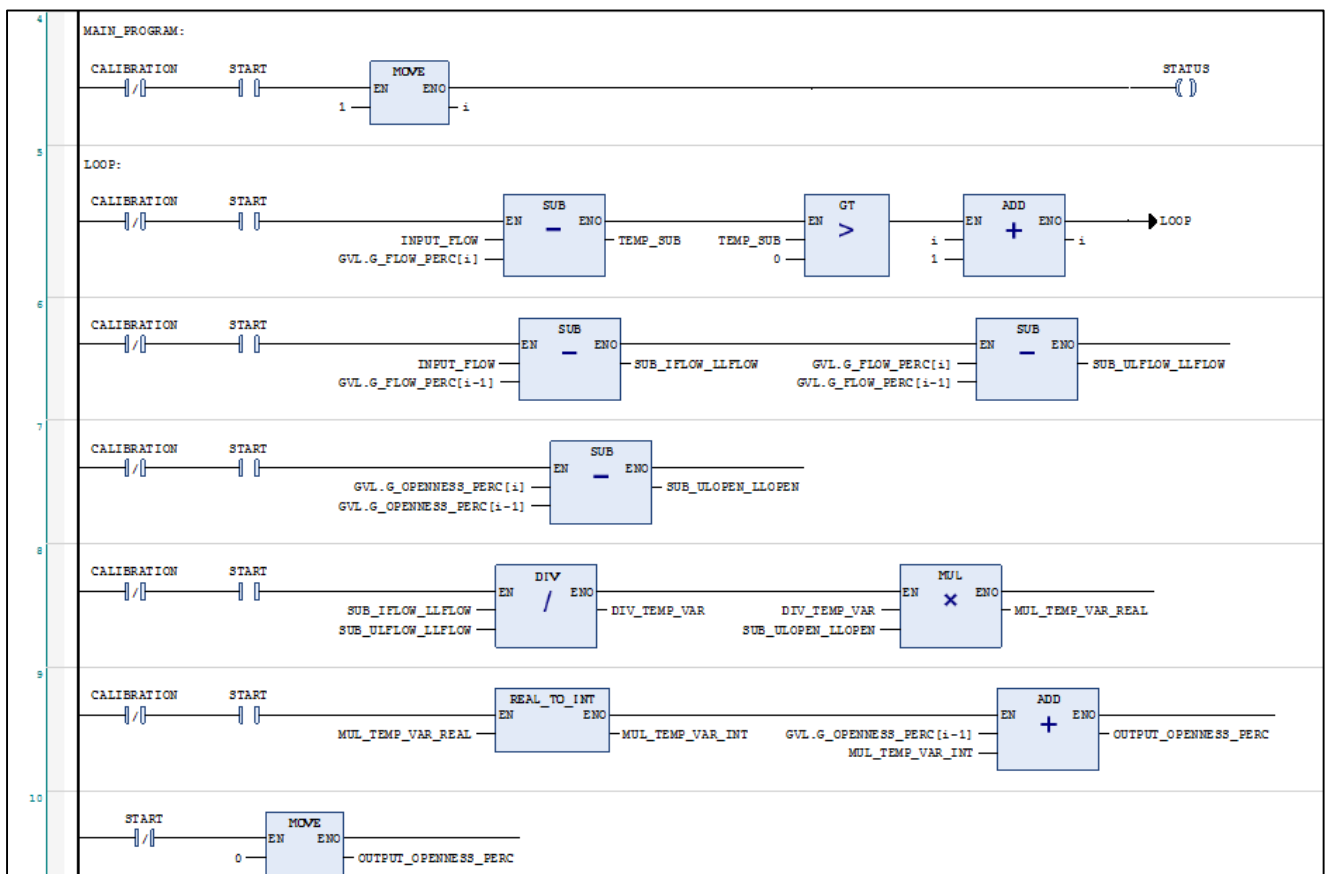 4
MAIN_PROGRAM:
CALIBRATION START MOVE STATUS
EN ENO
1 i
5
LOOP:
CALIBRATION START SUB GT ADD
EN ENO EN > EN ENO LOOP
INPUT_FLOW - TEMP_SUB TEMP_SUB i + i
GVL.G_FLOW_PERC[i] 0 1
6
CALIBRATION START SUB SUB
EN ENO EN ENO
INPUT_FLOW - SUB_IFLOW_LLFLOW GVL.G_FLOW_PERC[i] - SUB_ULFLOW_LLFLOW
GVL.G_FLOW_PERC[i-1] GVL.G_FLOW_PERC[i-1]
7
CALIBRATION START SUB
EN ENO
GVL.G_OPENNESS_PERC[i] - SUB_ULOPEN_LLOPEN
GVL.G_OPENNESS_PERC[i-1]
8
CALIBRATION START DIV MUL
EN ENO EN ENO
SUB_IFLOW_LLFLOW / DIV_TEMP_VAR DIV_TEMP_VAR × MUL_TEMP_VAR_REAL
SUB_ULFLOW_LLFLOW SUB_ULOPEN_LLOPEN
9
CALIBRATION START REAL_TO_INT ADD
EN ENO EN ENO
MUL_TEMP_VAR_REAL MUL_TEMP_VAR_INT GVL.G_OPENNESS_PERC[i-1] + OUTPUT_OPENNESS_PERC
MUL_TEMP_VAR_INT
10
START MOVE
EN ENO
0 OUTPUT_OPENNESS_PERC